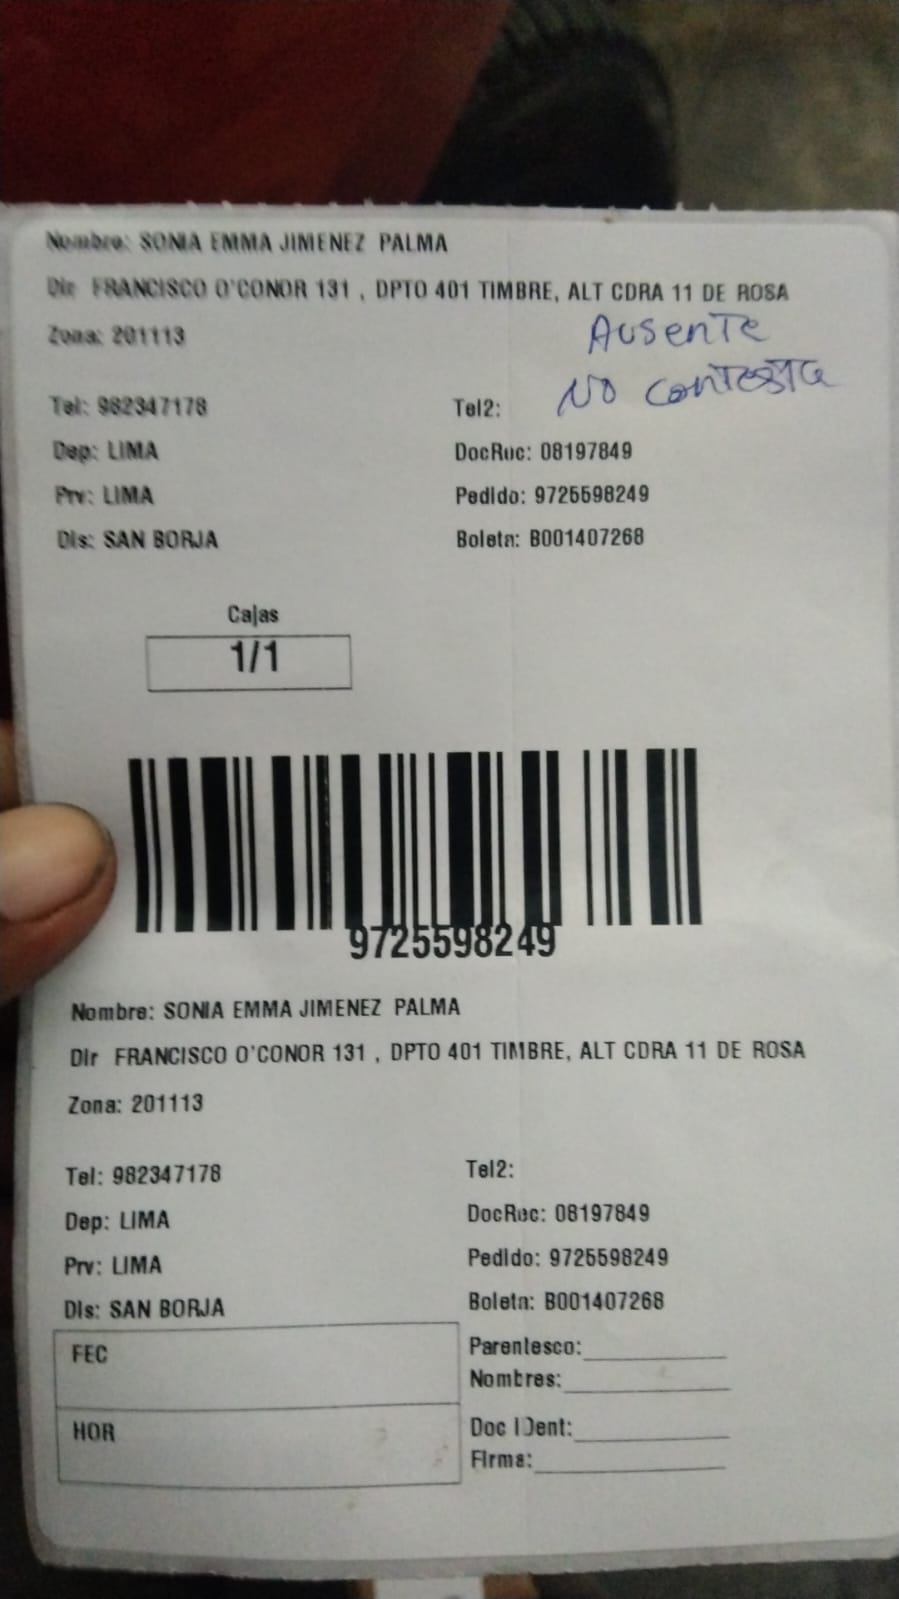 Nombre: SONIA EMMA JIMENEZ PALMA
Dir FRANCISCO O'CONOR 131 , DPTO 401 TIMBRE, ALT CDRA 11 DE ROSA
Zona: 201113
Ausente
No contesta
Tel: 982347178 Tel2:
Dep: LIMA DocRuc: 08197849
Prv: LIMA Pedido: 9725598249
Dis: SAN BORJA Boleta: B001407268
Cajas
1/1
9725598249
Nombre: SONIA EMMA JIMENEZ PALMA
Dir FRANCISCO O'CONOR 131 , DPTO 401 TIMBRE, ALT CDRA 11 DE ROSA
Zona: 201113
Tel: 982347178 Tel2:
Dep: LIMA DocRuc: 08197849
Prv: LIMA Pedido: 9725598249
Dis: SAN BORJA Boleta: B001407268
FEC Parentesco:
Nombres:
HOR Doc IDent:
Firma: